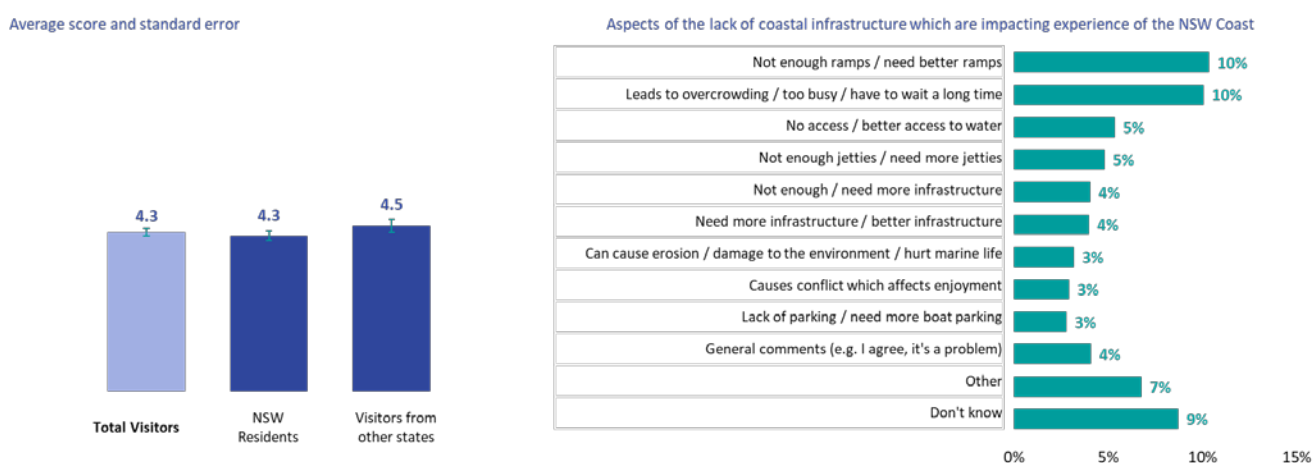 Average score and standard error
4.3
4.3
4.5
Total Visitors
NSW
Residents
Visitors from
other states
Aspects of the lack of coastal infrastructure which are impacting experience of the NSW Coast
Not enough ramps / need better ramps
10%
Leads to overcrowding / too busy / have to wait a long time
10%
No access / better access to water
5%
Not enough jetties / need more jetties
5%
Not enough / need more infrastructure
4%
Need more infrastructure / better infrastructure
4%
Can cause erosion / damage to the environment / hurt marine life
3%
Causes conflict which affects enjoyment
3%
Lack of parking / need more boat parking
3%
General comments (e.g. I agree, it's a problem)
4%
Other
7%
Don't know
9%
0%
5%
10%
15%